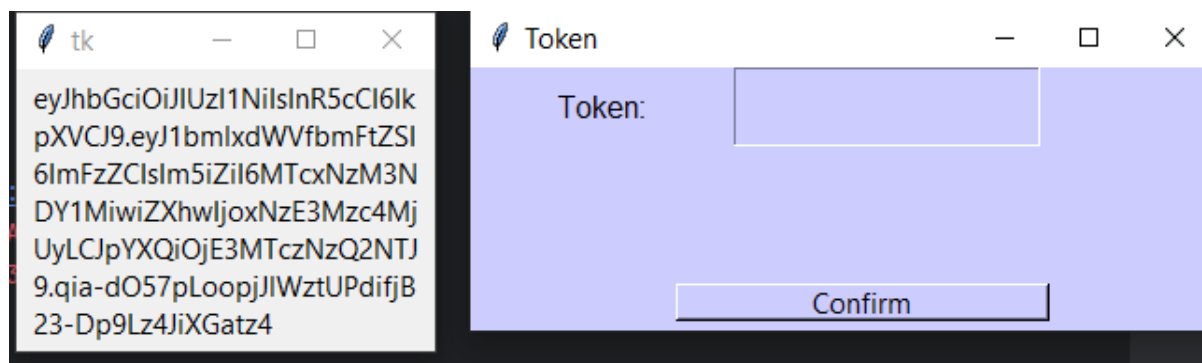 tk
eyJhbGciOiJIUzI1NiIsInR5cCI6Ik
pXVCJ9.eyJ1bmlxdWVfbmFtZSI
6ImFzZCIsIm5iZiI6MTcxNzM3N
DY1MiwiZXhwIjoxNzE3Mzc4Mj
UyLCJpYXQiOjE3MTczNzQ2NTJ
9.qia-dO57pLoopjJlWztUPdifjB
23-Dp9Lz4JiXGatz4
Token
Token:
Confirm